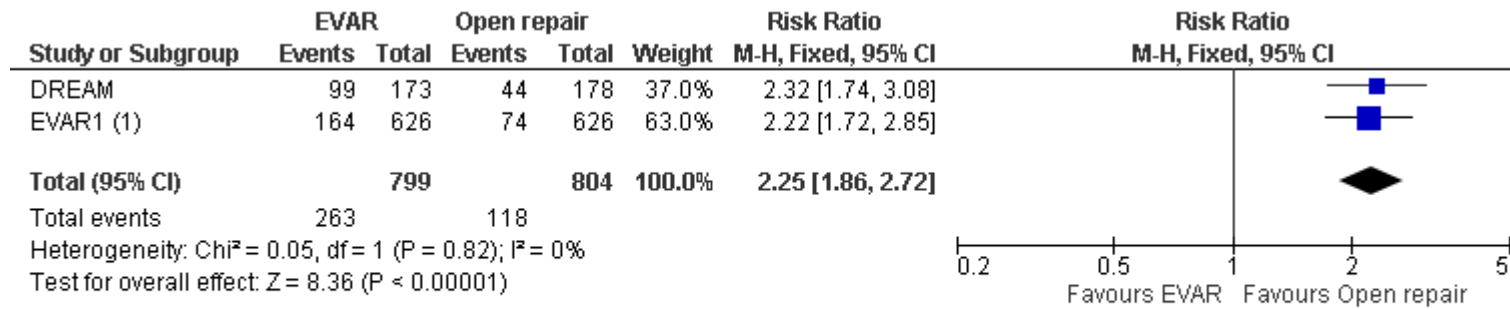 EVAR Open repair Risk Ratio Risk Ratio
Study or Subgroup Events Total Events Total Weight M-H, Fixed, 95% CI M-H, Fixed, 95% CI
DREAM 99 173 44 178 37.0% 2.32 [1.74, 3.08]
EVAR1 (1) 164 626 74 626 63.0% 2.22 [1.72, 2.85]
Total (95% CI) 799 804 100.0% 2.25 [1.86, 2.72]
Total events 263 118
Heterogeneity: Chi² = 0.05, df = 1 (P = 0.82); I² = 0%
Test for overall effect: Z = 8.36 (P < 0.00001)
0.2 0.5 1 2 5
Favours EVAR Favours Open repair